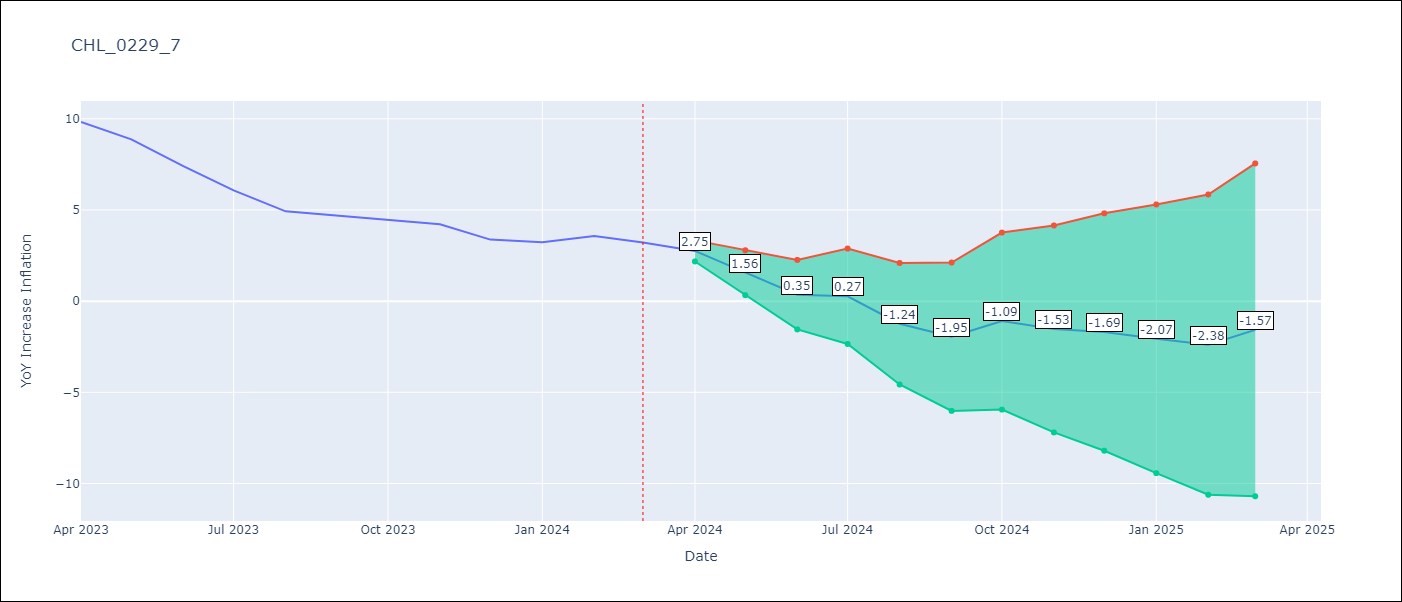 CHL_0229_7
YoY Increase Inflation
10
5
0
−5
−10
2.75
1.56
0.35
0.27
-1.24
-1.95
-1.09
-1.53
-1.69
-2.07
-2.38
-1.57
Apr 2023
Jul 2023
Oct 2023
Jan 2024
Apr 2024
Jul 2024
Oct 2024
Jan 2025
Apr 2025
Date